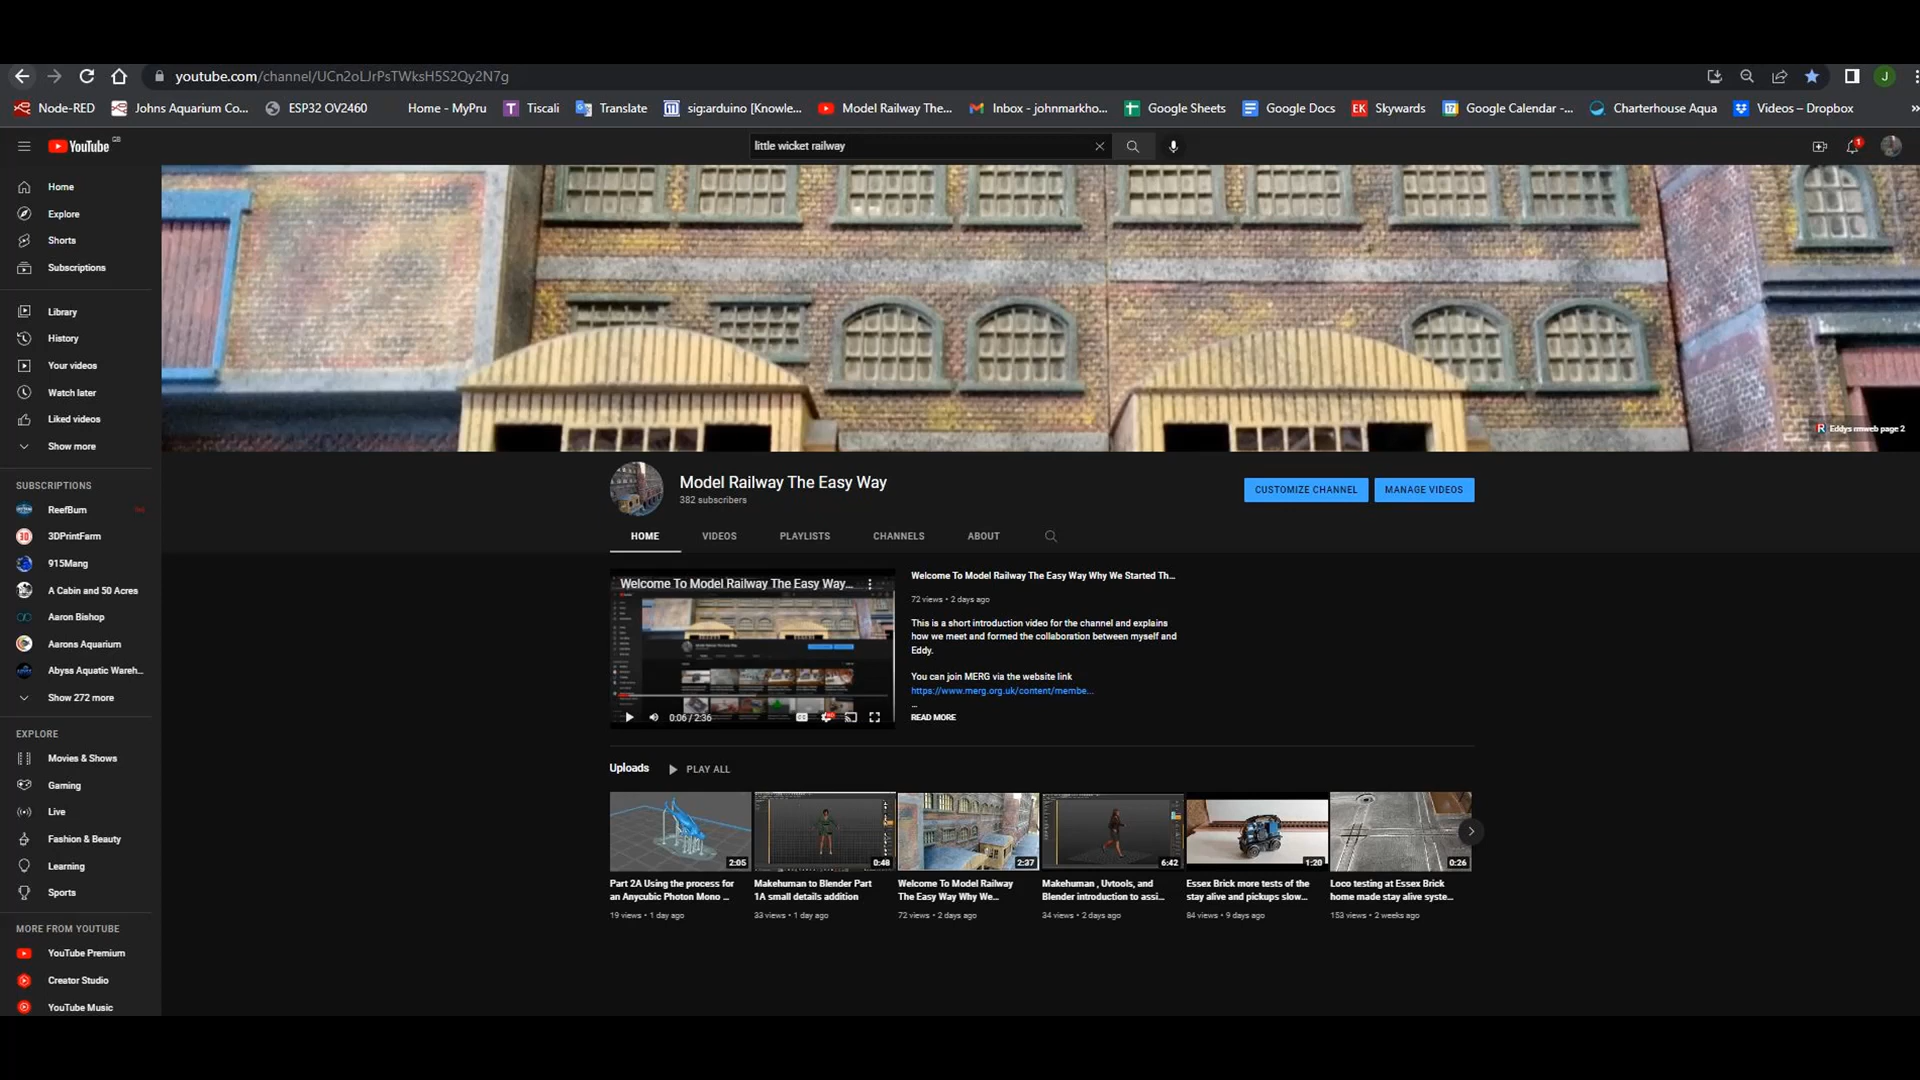 youtube.com/channel/UCn2oLJrPsTWksH5S2Qy2N7g
Node-RED
Johns Aquarium Co...
ESP32 OV2460
Home - MyPru
Tiscali
Translate
sig:arduino [Knowle...
Model Railway The...
Inbox - johnmarkho...
Google Sheets
Google Docs
EK Skywards
Google Calendar -...
Charterhouse Aqua
Videos – Dropbox
J
YouTube GB
little wicket railway
1
Home
Explore
Shorts
Subscriptions
Library
History
Your videos
Watch later
Liked videos
Show more
SUBSCRIPTIONS
ReefBum
3DPrintFarm
915Mang
A Cabin and 50 Acres
Aaron Bishop
Aarons Aquarium
Abyss Aquatic Wareh...
Show 272 more
EXPLORE
Movies & Shows
Gaming
Live
Fashion & Beauty
Learning
Sports
MORE FROM YOUTUBE
YouTube Premium
Creator Studio
YouTube Music
Eddys rmweb page 2
Model Railway The Easy Way
382 subscribers
CUSTOMIZE CHANNEL
MANAGE VIDEOS
HOME
VIDEOS
PLAYLISTS
CHANNELS
ABOUT
Welcome To Model Railway The Easy Way...
0:06 / 2:36
Welcome To Model Railway The Easy Way Why We Started Th...
72 views • 2 days ago
This is a short introduction video for the channel and explains
how we meet and formed the collaboration between myself and
Eddy.
You can join MERG via the website link
https://www.merg.org.uk/content/membe...
...
READ MORE
Uploads
PLAY ALL
2:05
Part 2A Using the process for
an Anycubic Photon Mono ...
19 views • 1 day ago
0:48
Makehuman to Blender Part
1A small details addition
33 views • 1 day ago
2:37
Welcome To Model Railway
The Easy Way Why We...
72 views • 2 days ago
6:42
Makehuman , Uvtools, and
Blender introduction to assi...
34 views • 2 days ago
1:20
Essex Brick more tests of the
stay alive and pickups slow...
84 views • 9 days ago
0:26
Loco testing at Essex Brick
home made stay alive syste...
153 views • 2 weeks ago